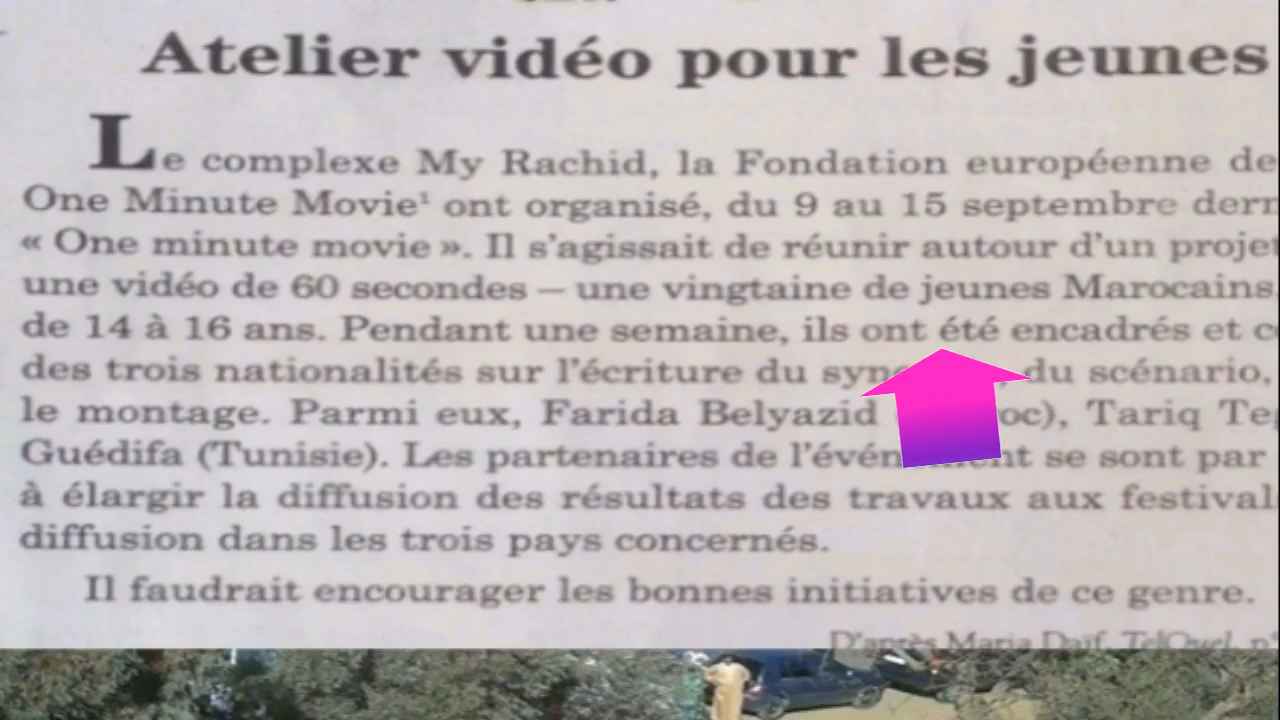 Atelier vidéo pour les jeunes
Le complexe My Rachid, la Fondation européenne de
One Minute Movie¹ ont organisé, du 9 au 15 septembre
« One minute movie ». Il s'agissait de réunir autour d'un projet
une vidéo de 60 secondes – une vingtaine de jeunes Marocains,
de 14 à 16 ans. Pendant une semaine, ils ont été encadrés et
des trois nationalités sur l'écriture du du scénario,
le montage. Parmi eux, Farida Belyazid Tariq
Guédifa (Tunisie). Les partenaires de se sont par
à élargir la diffusion des résultats des travaux aux
diffusion dans les trois pays concernés.
Il faudrait encourager les bonnes initiatives de ce genre.
D'après Maria Daïf, TelQuel,